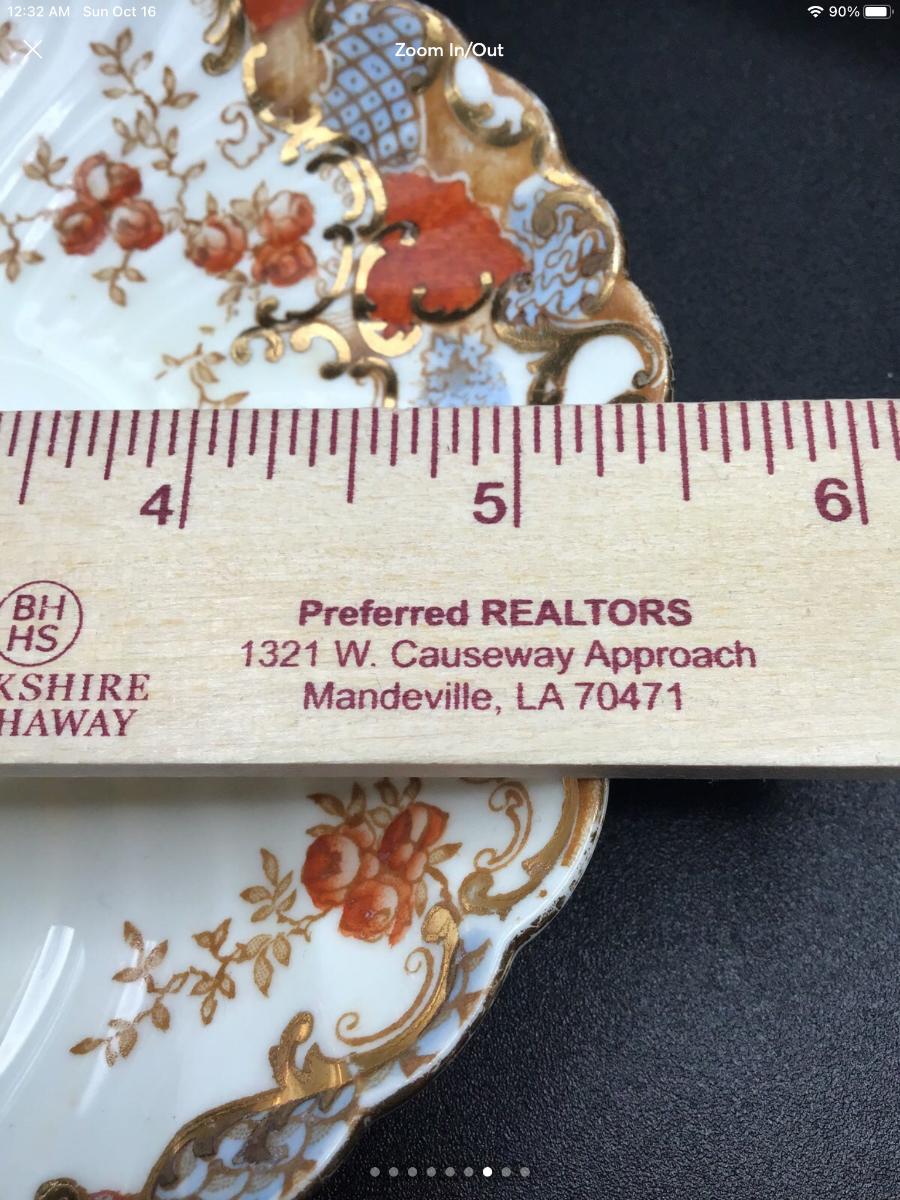 12:32 AM Sun Oct 16
90%
Zoom In/Out
4 5 6
BH
HS
KSHIRE
HAWAY
Preferred REALTORS
1321 W. Causeway Approach
Mandeville, LA 70471